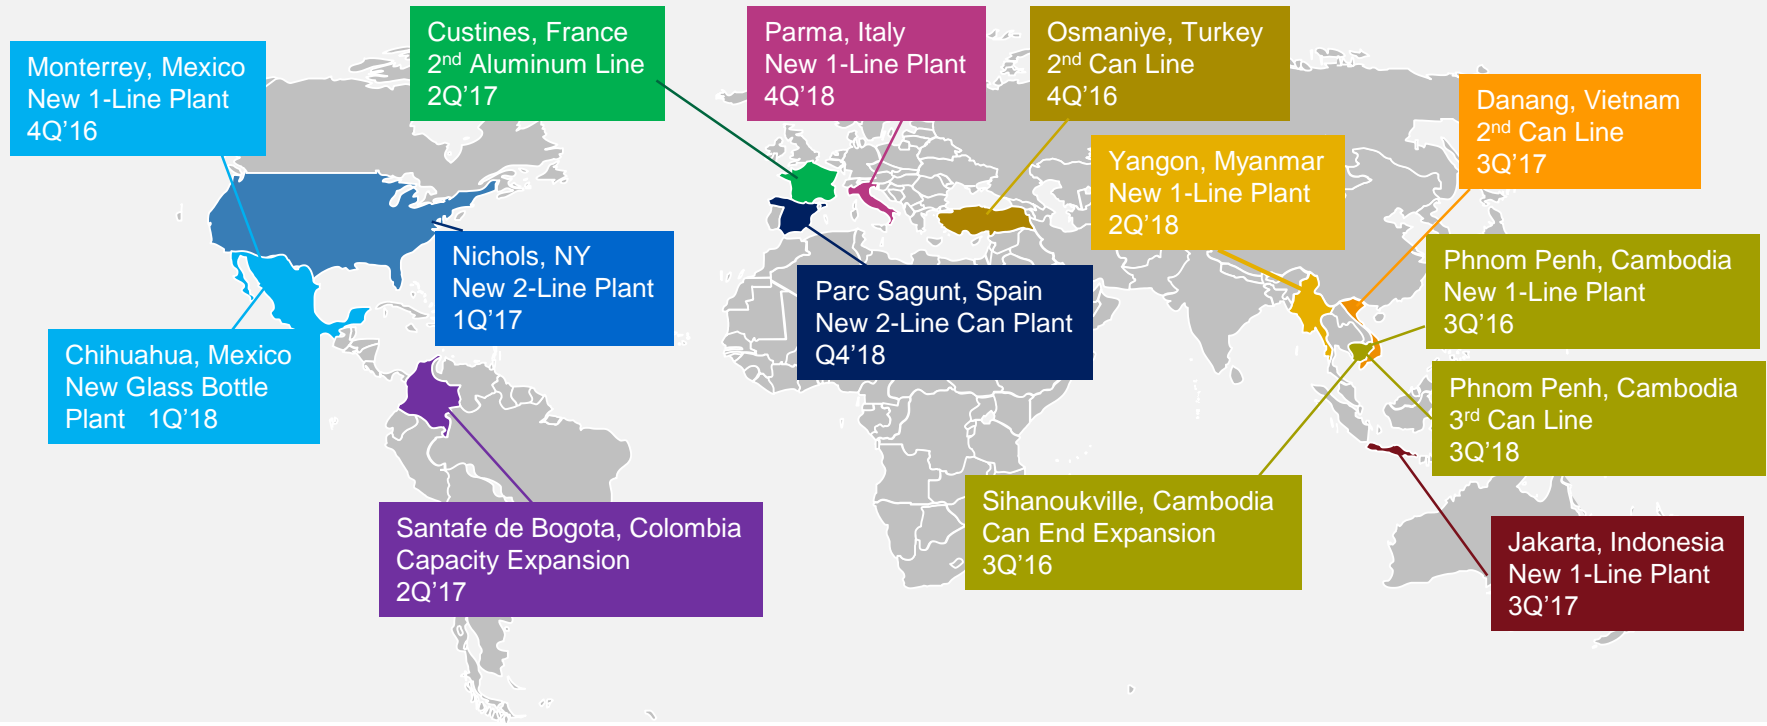 Monterrey, Mexico
New 1-Line Plant
4Q’16
Custines, France
2nd Aluminum Line
2Q’17
Parma, Italy
New 1-Line Plant
4Q’18
Osmaniye, Turkey
2nd Can Line
4Q’16
Danang, Vietnam
2nd Can Line
3Q’17
Yangon, Myanmar
New 1-Line Plant
2Q’18
Nichols, NY
New 2-Line Plant
1Q’17
Parc Sagunt, Spain
New 2-Line Can Plant
Q4’18
Phnom Penh, Cambodia
New 1-Line Plant
3Q’16
Chihuahua, Mexico
New Glass Bottle
Plant 1Q’18
Phnom Penh, Cambodia
3rd Can Line
3Q’18
Santafe de Bogota, Colombia
Capacity Expansion
2Q’17
Sihanoukville, Cambodia
Can End Expansion
3Q’16
Jakarta, Indonesia
New 1-Line Plant
3Q’17